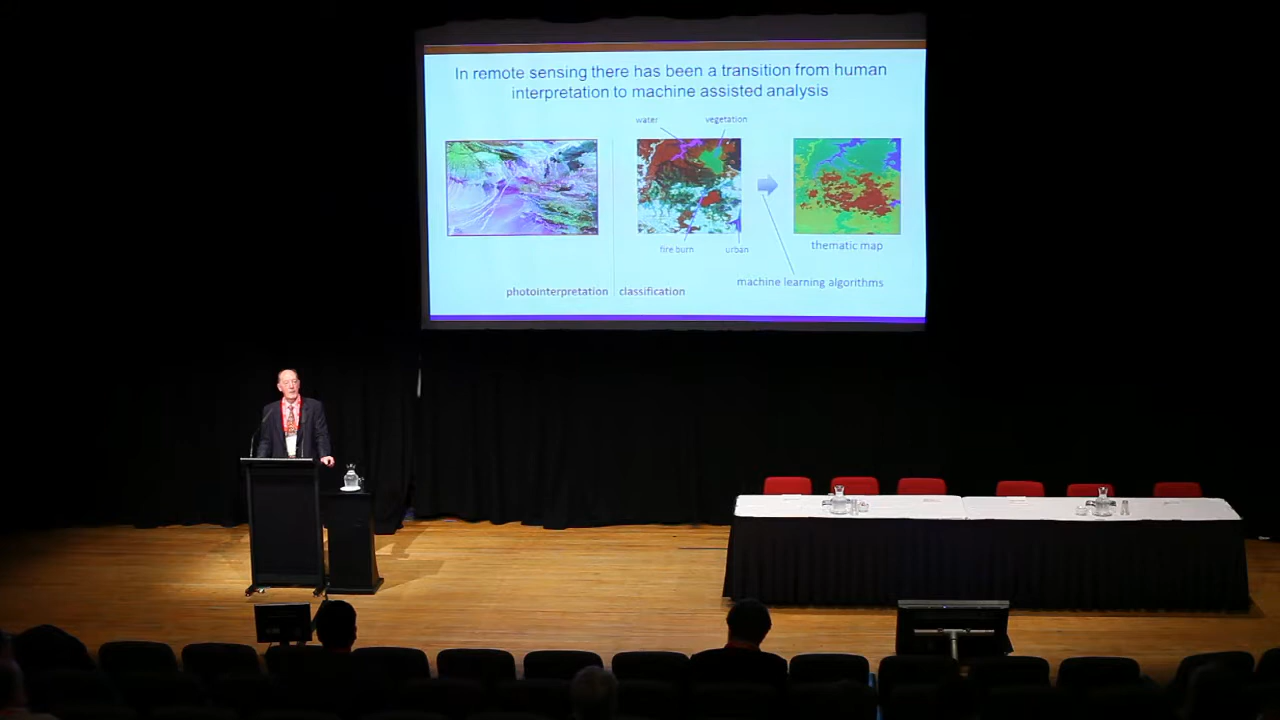 In remote sensing there has been a transition from human
interpretation to machine assisted analysis
water
vegetation
fire burn
urban
thematic map
machine learning algorithms
photointerpretation
classification